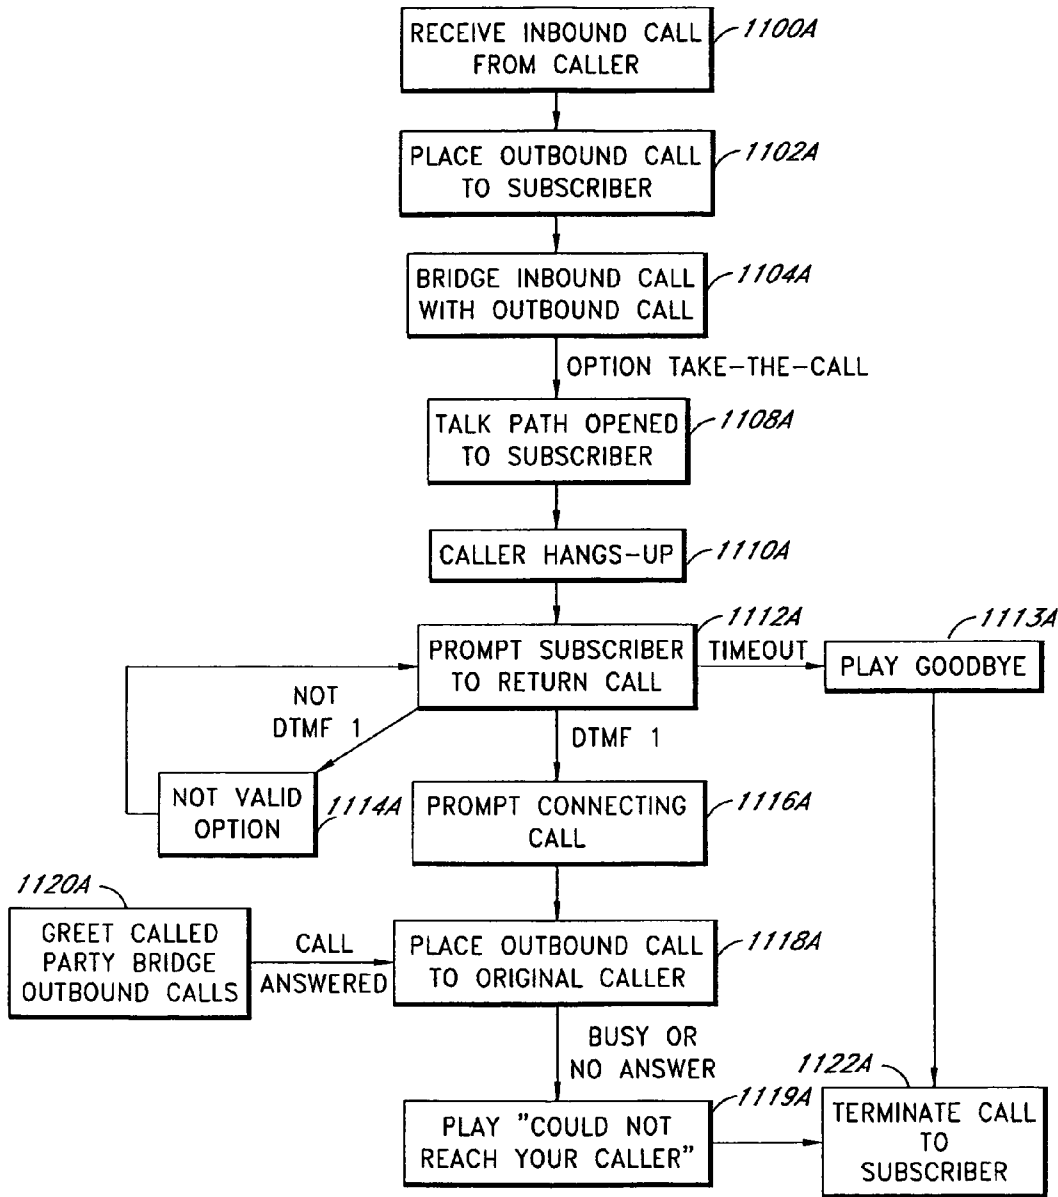 RECEIVE INBOUND CALL
FROM CALLER
1100A
PLACE OUTBOUND CALL
TO SUBSCRIBER
1102A
BRIDGE INBOUND CALL
WITH OUTBOUND CALL
1104A
OPTION TAKE-THE-CALL
TALK PATH OPENED
TO SUBSCRIBER
1108A
CALLER HANGS-UP
1110A
PROMPT SUBSCRIBER
TO RETURN CALL
1112A
TIMEOUT
1113A
PLAY GOODBYE
NOT
DTMF 1
DTMF 1
NOT VALID
OPTION
1114A
PROMPT CONNECTING
CALL
1116A
1120A
GREET CALLED
PARTY BRIDGE
OUTBOUND CALLS
CALL
ANSWERED
PLACE OUTBOUND CALL
TO ORIGINAL CALLER
1118A
BUSY OR
NO ANSWER
PLAY "COULD NOT
REACH YOUR CALLER"
1119A
1122A
TERMINATE CALL
TO
SUBSCRIBER